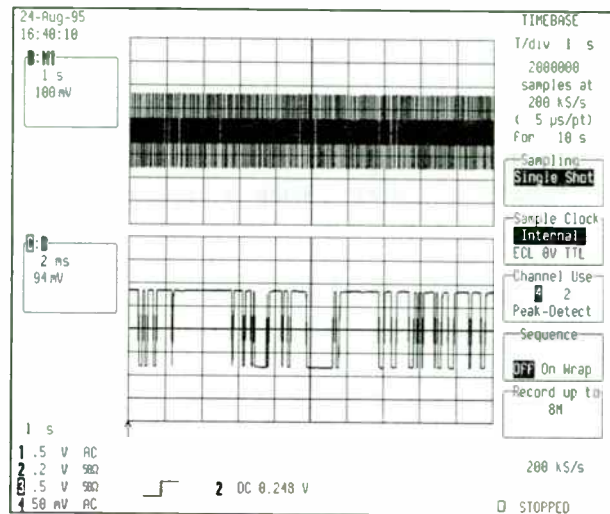 24-Aug-95
16:40:10
B:M1
1 s
100 mV
C:B
2 ms
94 mV
1 s
1 .5 V AC
2 .2 V 50Ω
3 .5 V 50Ω
4 50 mV AC
2 DC 0.248 V
TIMEBASE
T/div 1 s
2000000
samples at
200 kS/s
( 5 µs/pt)
for 10 s
Sampling
Single Shot
Sample Clock
Internal
ECL 0V TTL
Channel Use
4 2
Peak-Detect
Sequence
OFF On Wrap
Record up to
8M
200 kS/s
STOPPED